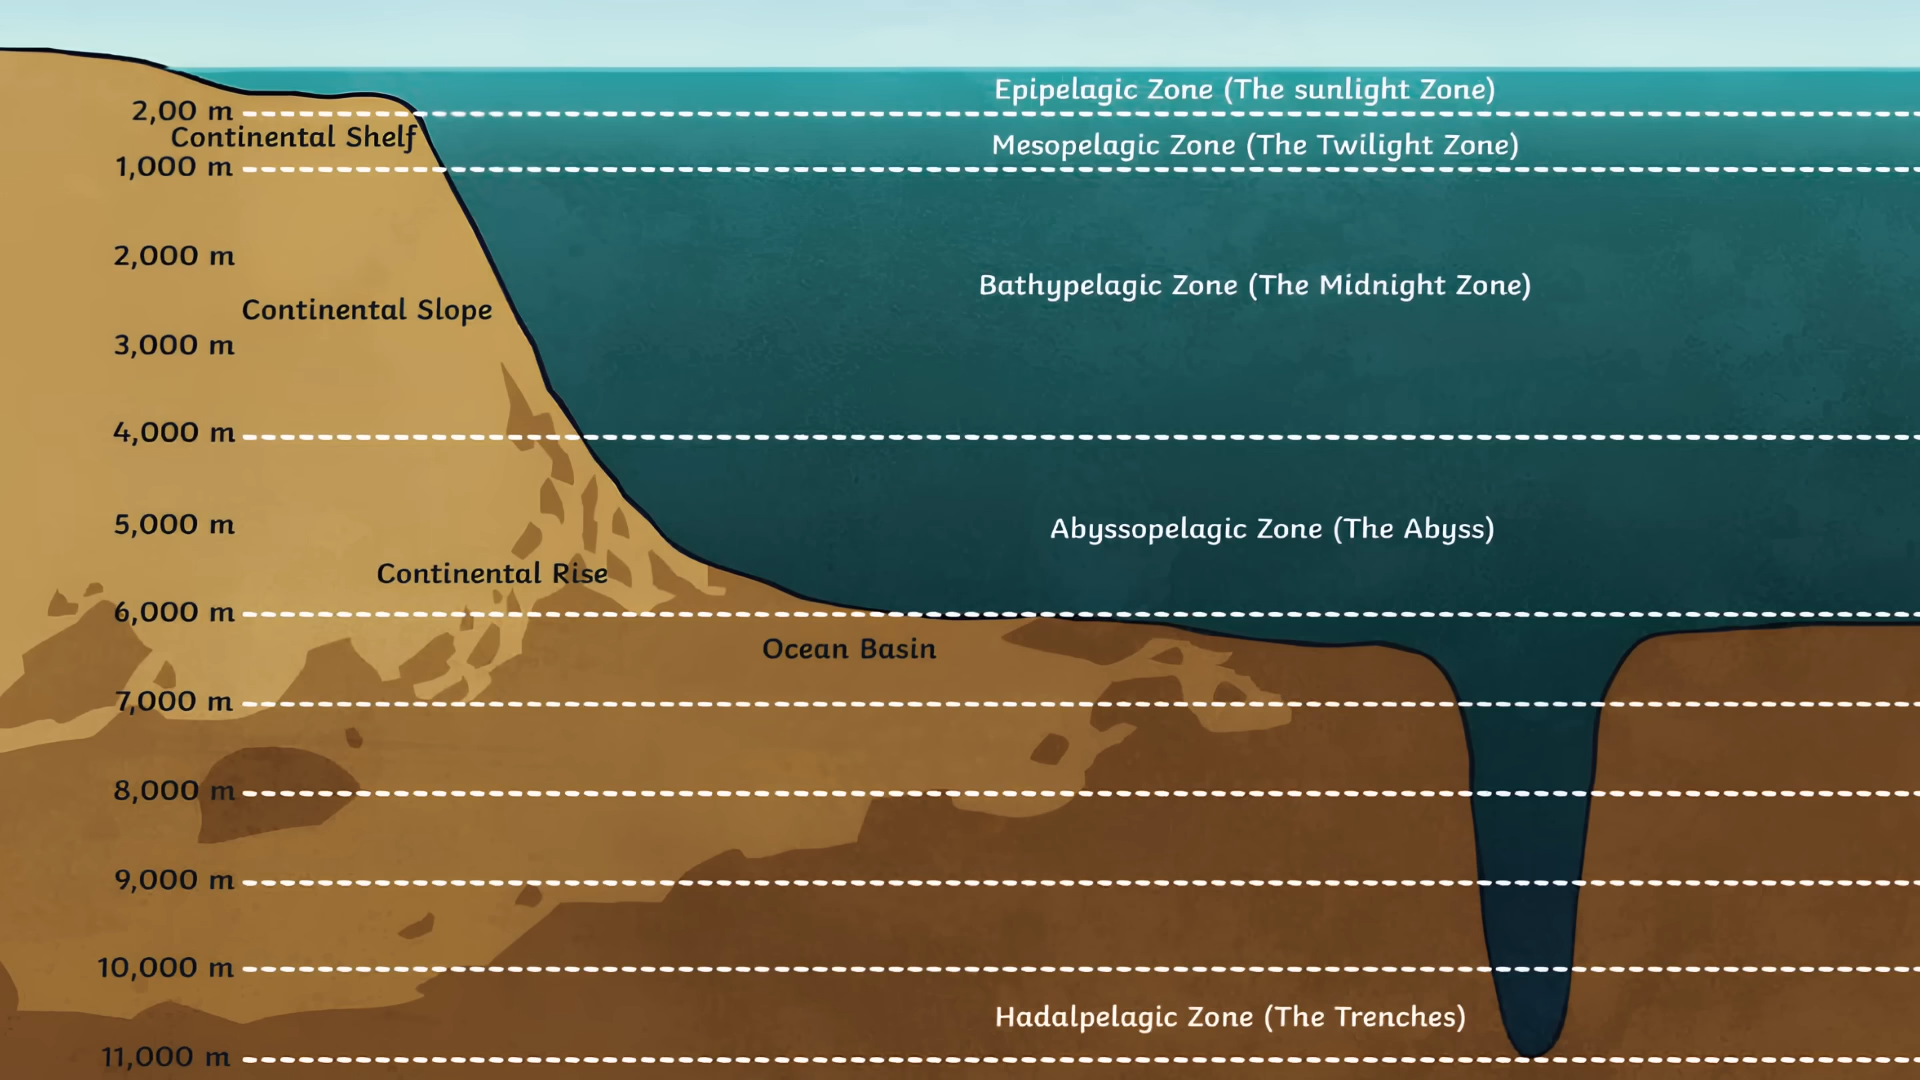 Epipelagic Zone (The sunlight Zone)
2,00 m
Continental Shelf
Mesopelagic Zone (The Twilight Zone)
1,000 m
2,000 m
Bathypelagic Zone (The Midnight Zone)
Continental Slope
3,000 m
4,000 m
5,000 m
Abyssopelagic Zone (The Abyss)
Continental Rise
6,000 m
Ocean Basin
7,000 m
8,000 m
9,000 m
10,000 m
Hadalpelagic Zone (The Trenches)
11,000 m